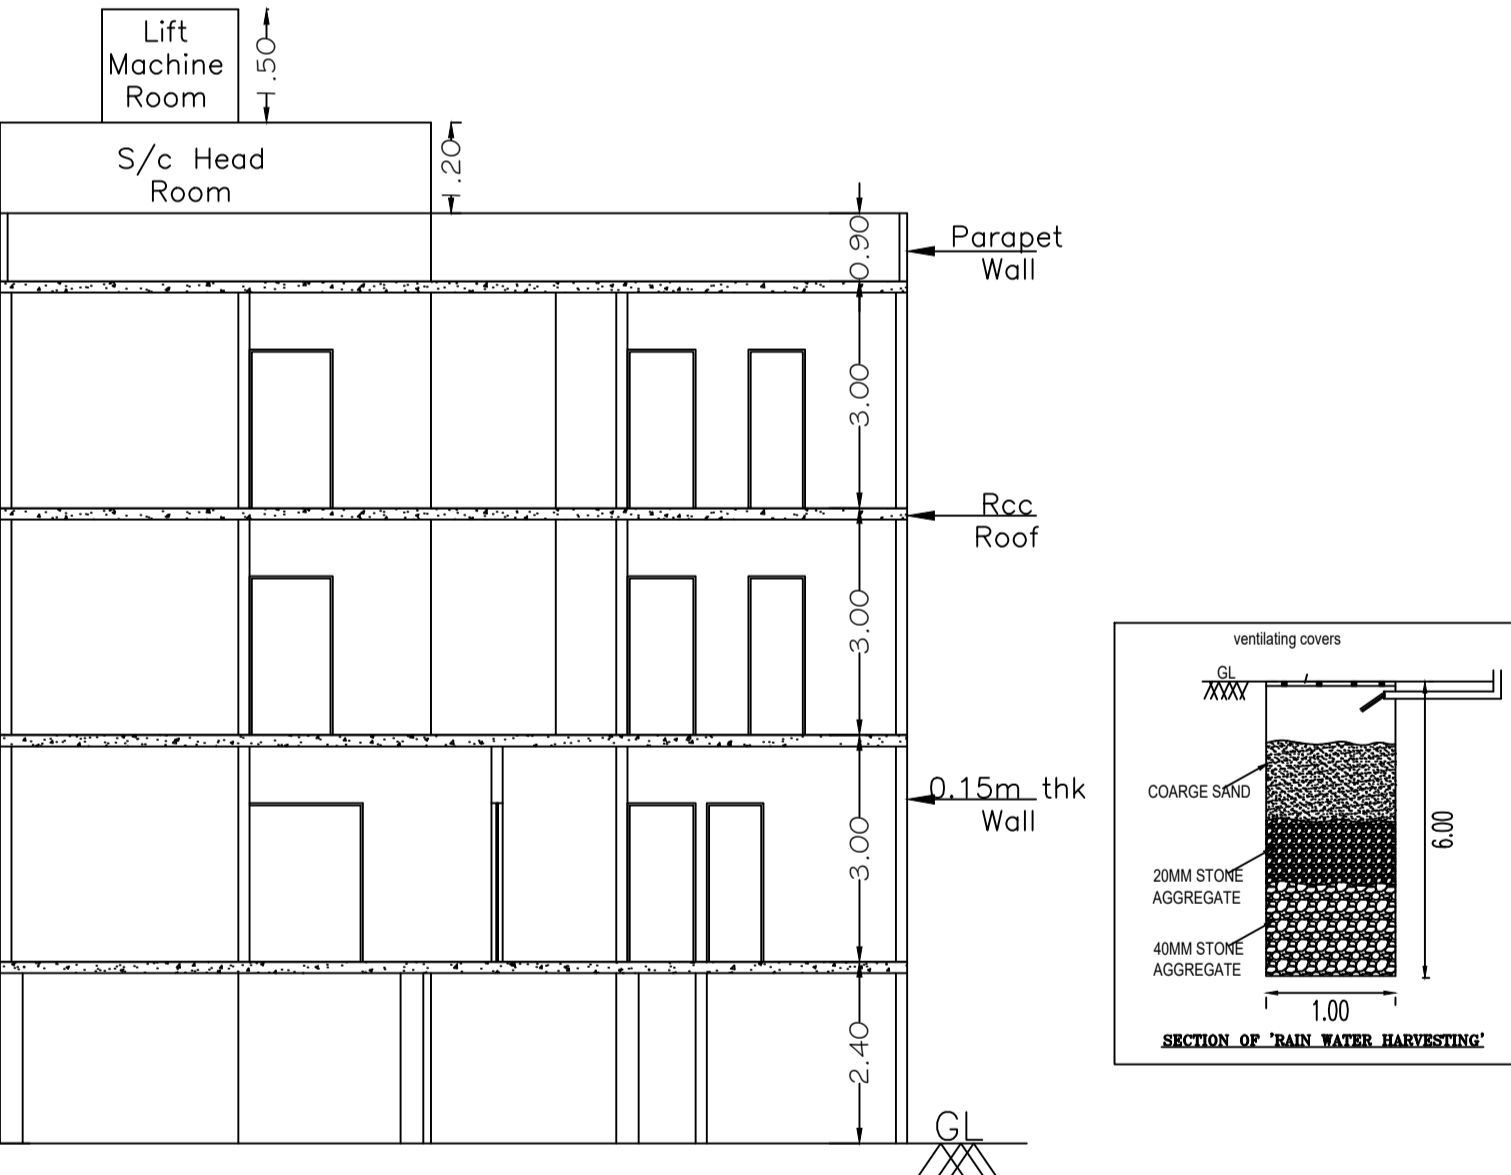 Lift
Machine
Room
1.50
S/c Head
Room
1.20
0.90
Parapet
Wall
3.00
Rcc
Roof
3.00
0.15m thk
Wall
3.00
2.40
GL
ventilating covers
GL
COARGE SAND
20MM STONE
AGGREGATE
40MM STONE
AGGREGATE
6.00
1.00
SECTION OF 'RAIN WATER HARVESTING'